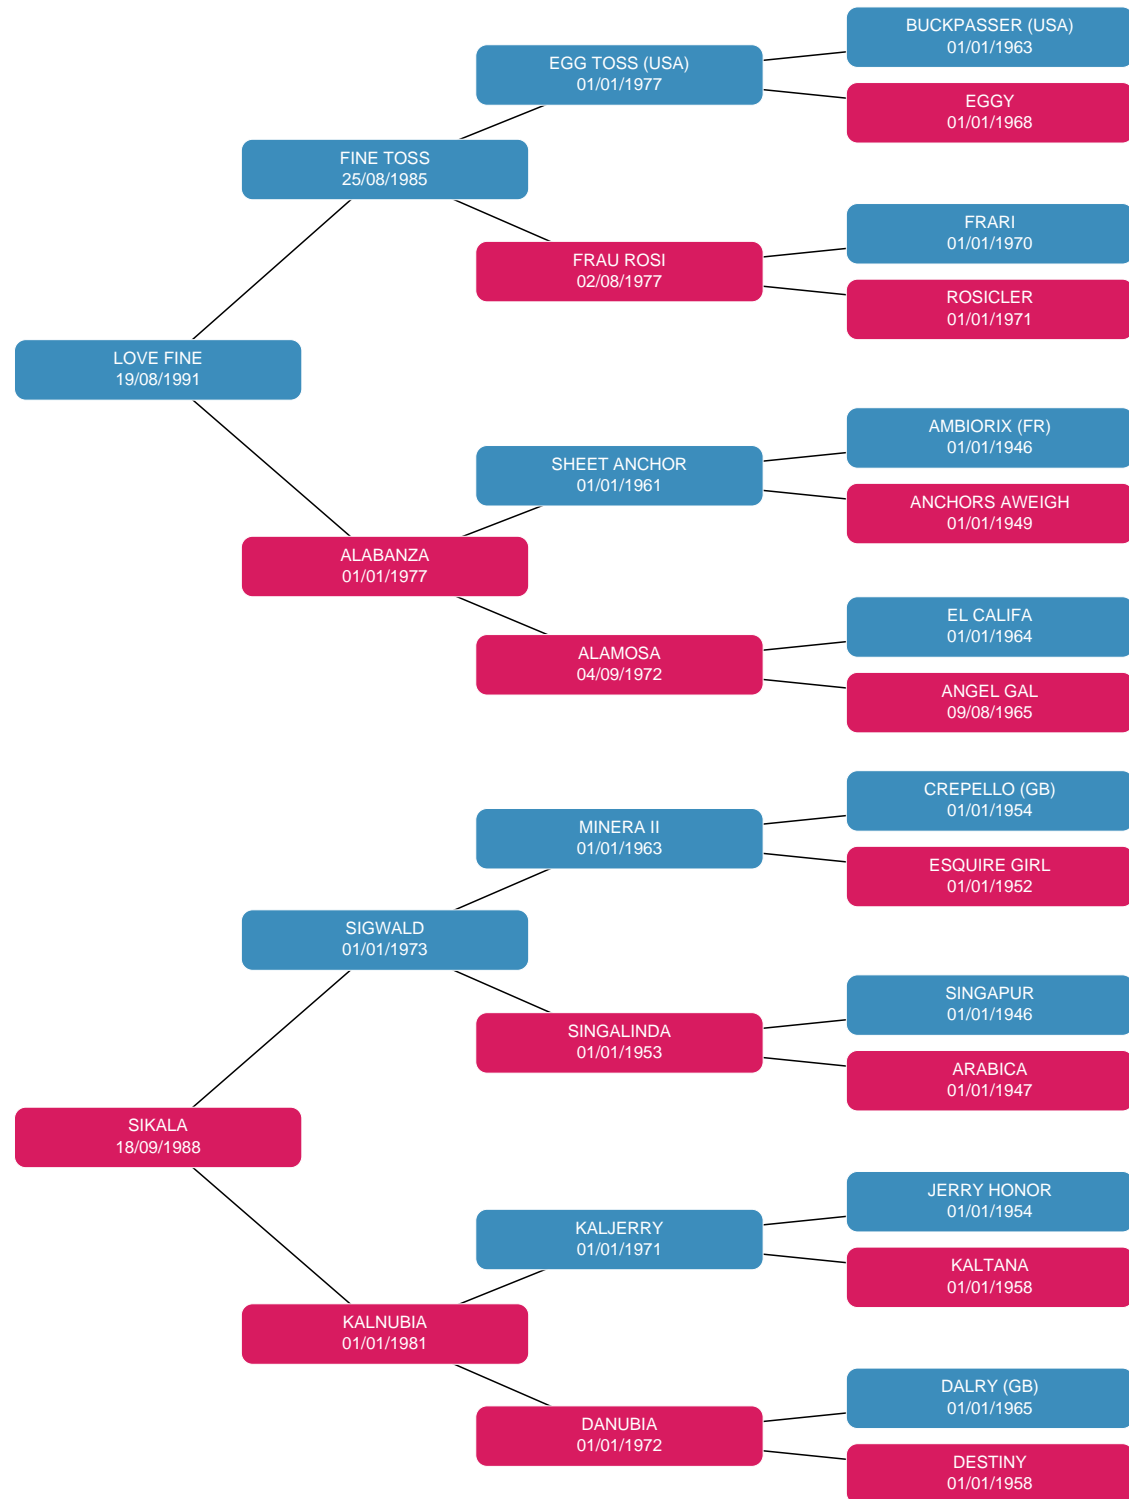 BUCKPASSER (USA)
01/01/1963
EGG TOSS (USA)
01/01/1977
EGGY
01/01/1968
FINE TOSS
25/08/1985
FRARI
01/01/1970
FRAU ROSI
02/08/1977
ROSICLER
01/01/1971
LOVE FINE
19/08/1991
AMBIORIX (FR)
01/01/1946
SHEET ANCHOR
01/01/1961
ANCHORS AWEIGH
01/01/1949
ALABANZA
01/01/1977
EL CALIFA
01/01/1964
ALAMOSA
04/09/1972
ANGEL GAL
09/08/1965
CREPELLO (GB)
01/01/1954
MINERA II
01/01/1963
ESQUIRE GIRL
01/01/1952
SIGWALD
01/01/1973
SINGAPUR
01/01/1946
SINGALINDA
01/01/1953
ARABICA
01/01/1947
SIKALA
18/09/1988
JERRY HONOR
01/01/1954
KALJERRY
01/01/1971
KALTANA
01/01/1958
KALNUBIA
01/01/1981
DALRY (GB)
01/01/1965
DANUBIA
01/01/1972
DESTINY
01/01/1958